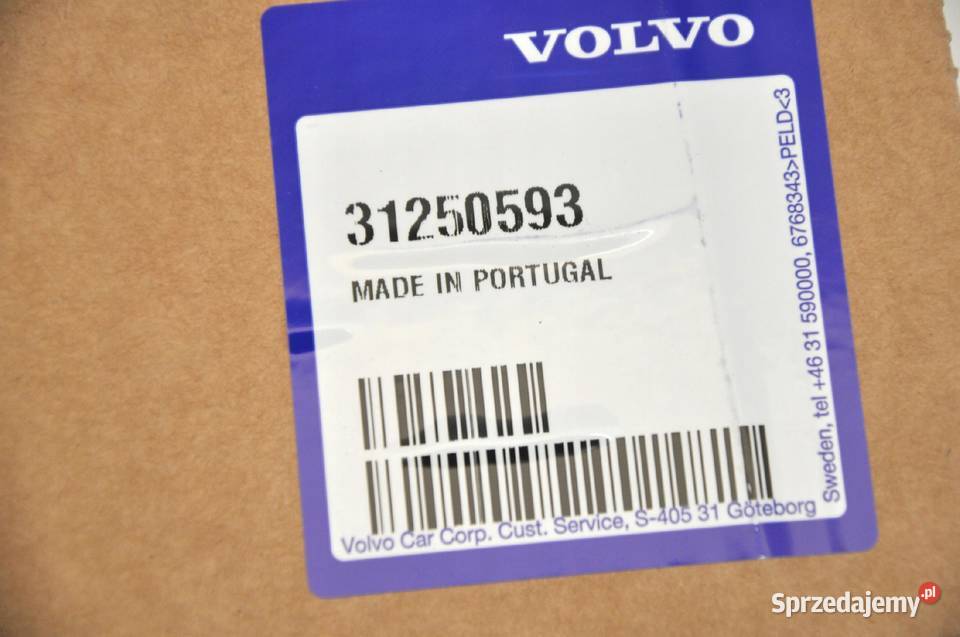 VOLVO
31250593
MADE IN PORTUGAL
Volvo Car Corp. Cust. Service, S-405 31 Göteborg
Sweden, tel +46 31 590000, 6768343>PELD<3
Sprzedajemy.pl